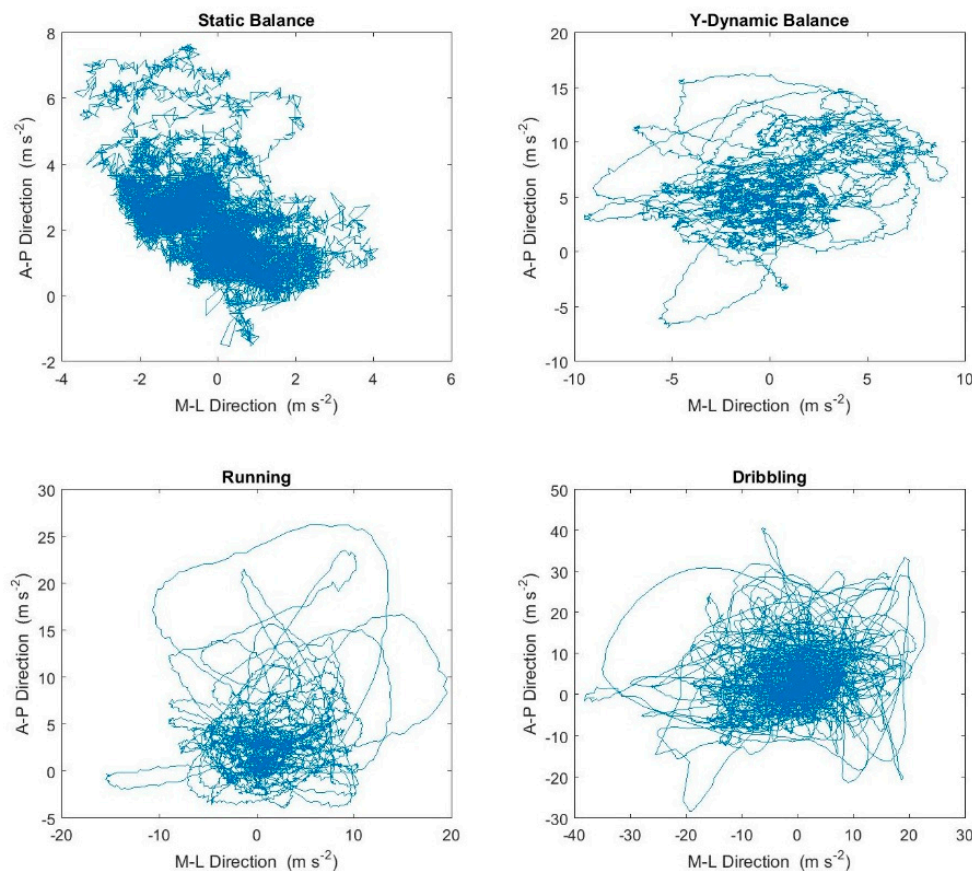 Static Balance
8
6
4
2
0
-2
-4 -2 0 2 4 6
A-P Direction (m s-2)
M-L Direction (m s-2)
Y-Dynamic Balance
20
15
10
5
0
-5
-10
-10 -5 0 5 10
A-P Direction (m s-2)
M-L Direction (m s-2)
Running
30
25
20
15
10
5
0
-5
-20 -10 0 10 20
A-P Direction (m s-2)
M-L Direction (m s-2)
Dribbling
50
40
30
20
10
0
-10
-20
-30
-40 -30 -20 -10 0 10 20 30
A-P Direction (m s-2)
M-L Direction (m s-2)